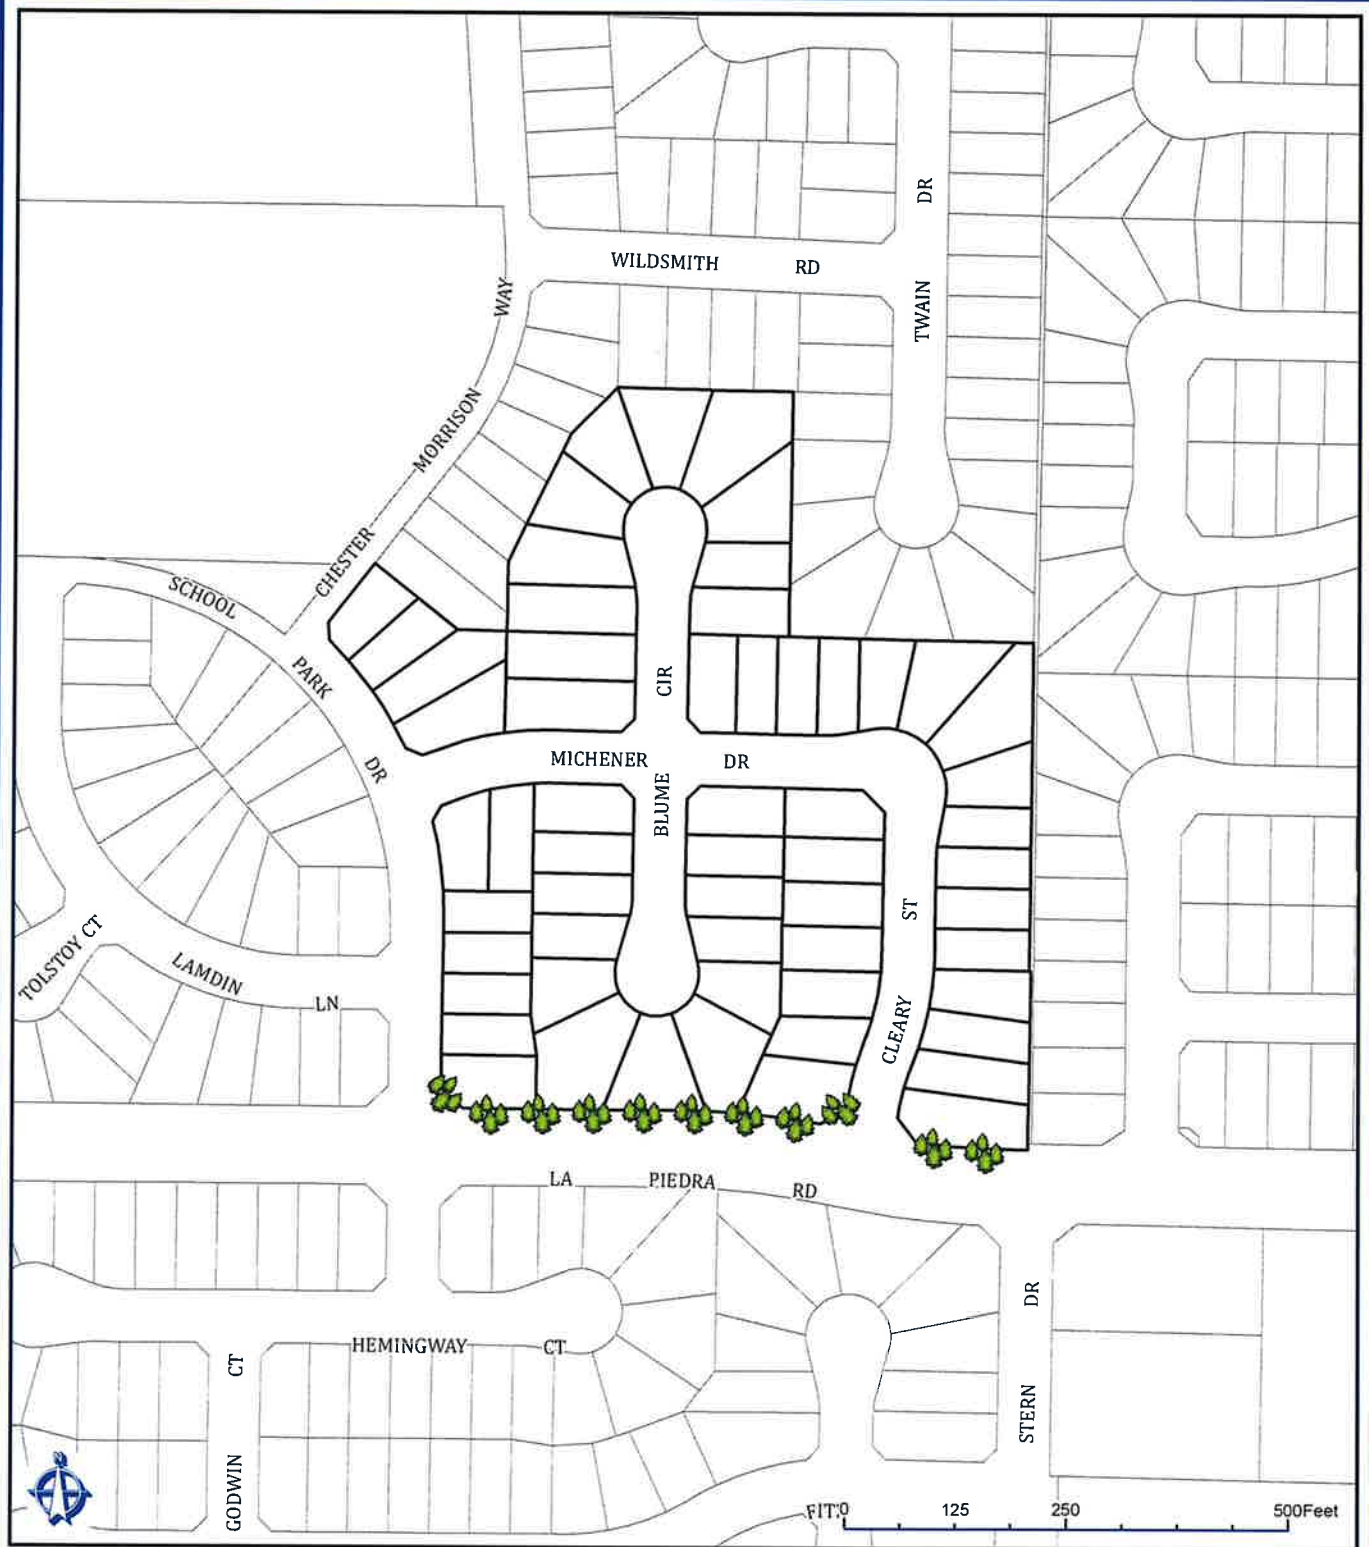 WILDSMITH RD
TWAIN DR
CHESTER MORRISON WAY
SCHOOL PARK DR
BLUME CIR
MICHENER DR
CLEARY ST
TOLSTOY CT
LAMDIN LN
LA PIEDRA RD
HEMINGWAY CT
GODWIN CT
STERN DR
0 125 250 500Feet